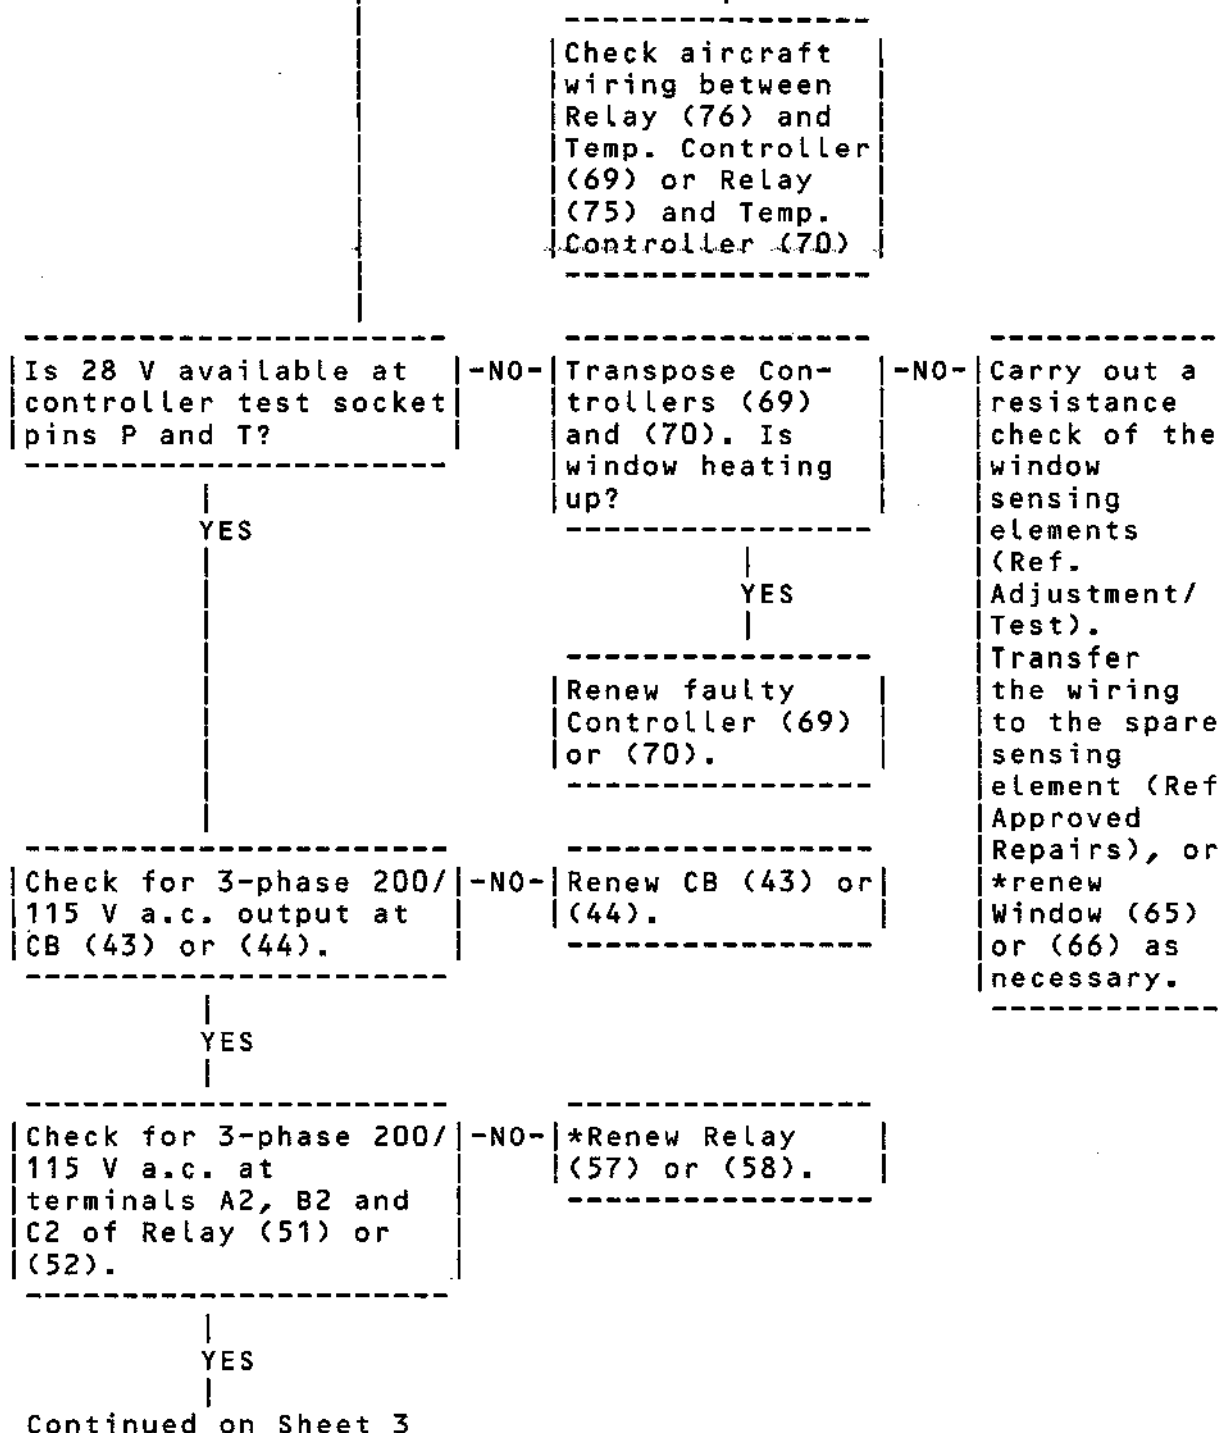 Check aircraft
wiring between
Relay (76) and
Temp. Controller
(69) or Relay
(75) and Temp.
Controller (70)
Is 28 V available at
controller test socket
pins P and T?
-NO-
Transpose Con-
trollers (69)
and (70). Is
window heating
up?
-NO-
Carry out a
resistance
check of the
window
sensing
elements
(Ref.
Adjustment/
Test).
Transfer
the wiring
to the spare
sensing
element (Ref
Approved
Repairs), or
*renew
Window (65)
or (66) as
necessary.
YES
YES
Renew faulty
Controller (69)
or (70).
Check for 3-phase 200/
115 V a.c. output at
CB (43) or (44).
-NO-
Renew CB (43) or
(44).
YES
Check for 3-phase 200/
115 V a.c. at
terminals A2, B2 and
C2 of Relay (51) or
(52).
-NO-
*Renew Relay
(57) or (58).
YES
Continued on Sheet 3